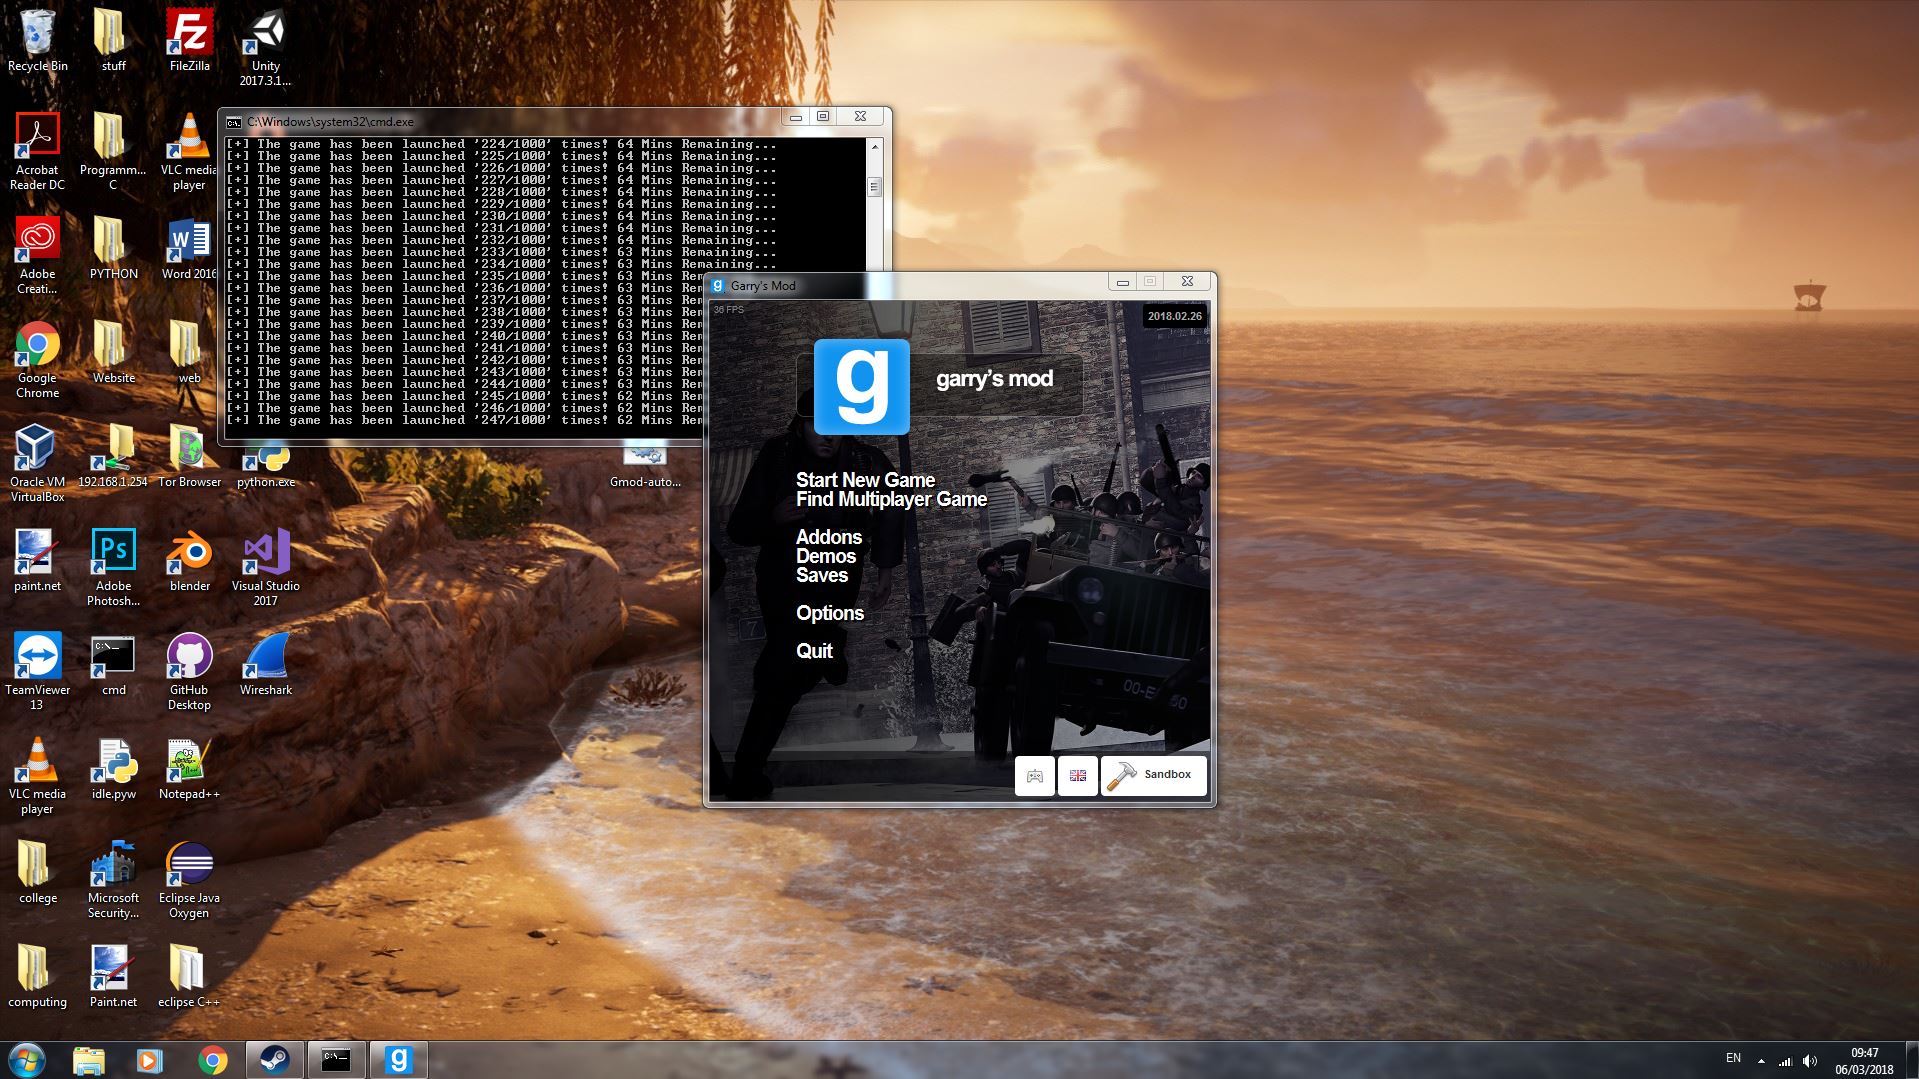 Recycle Bin
stuff
FileZilla
Unity
2017.3.1...
Acrobat
Reader DC
Programm...
C
VLC media
player
Adobe
Creati...
PYTHON
Word 2016
Google
Chrome
Website
web
Oracle VM
VirtualBox
192.168.1.254
Tor Browser
python.exe
Gmod-auto...
paint.net
Ps
Adobe
Photosh...
blender
Visual Studio
2017
TeamViewer
13
cmd
GitHub
Desktop
Wireshark
VLC media
player
idle.pyw
Notepad++
college
Microsoft
Security...
Eclipse Java
Oxygen
computing
Paint.net
eclipse C++
C:\Windows\system32\cmd.exe
[+] The game has been launched '224/1000' times! 64 Mins Remaining...
[+] The game has been launched '225/1000' times! 64 Mins Remaining...
[+] The game has been launched '226/1000' times! 64 Mins Remaining...
[+] The game has been launched '227/1000' times! 64 Mins Remaining...
[+] The game has been launched '228/1000' times! 64 Mins Remaining...
[+] The game has been launched '229/1000' times! 64 Mins Remaining...
[+] The game has been launched '230/1000' times! 64 Mins Remaining...
[+] The game has been launched '231/1000' times! 64 Mins Remaining...
[+] The game has been launched '232/1000' times! 64 Mins Remaining...
[+] The game has been launched '233/1000' times! 63 Mins Remaining...
[+] The game has been launched '234/1000' times! 63 Mins Remaining...
[+] The game has been launched '235/1000' times! 63 Mins Rem
[+] The game has been launched '236/1000' times! 63 Mins Rem
[+] The game has been launched '237/1000' times! 63 Mins Rem
[+] The game has been launched '238/1000' times! 63 Mins Rem
[+] The game has been launched '239/1000' times! 63 Mins Rem
[+] The game has been launched '240/1000' times! 63 Mins Rem
[+] The game has been launched '241/1000' times! 63 Mins Rem
[+] The game has been launched '242/1000' times! 63 Mins Rem
[+] The game has been launched '243/1000' times! 63 Mins Rem
[+] The game has been launched '244/1000' times! 63 Mins Rem
[+] The game has been launched '245/1000' times! 62 Mins Rem
[+] The game has been launched '246/1000' times! 62 Mins Rem
[+] The game has been launched '247/1000' times! 62 Mins Rem
Garry's Mod
36 FPS
2018.02.26
g
garry's mod
Start New Game
Find Multiplayer Game
Addons
Demos
Saves
Options
Quit
Sandbox
EN
09:47
06/03/2018